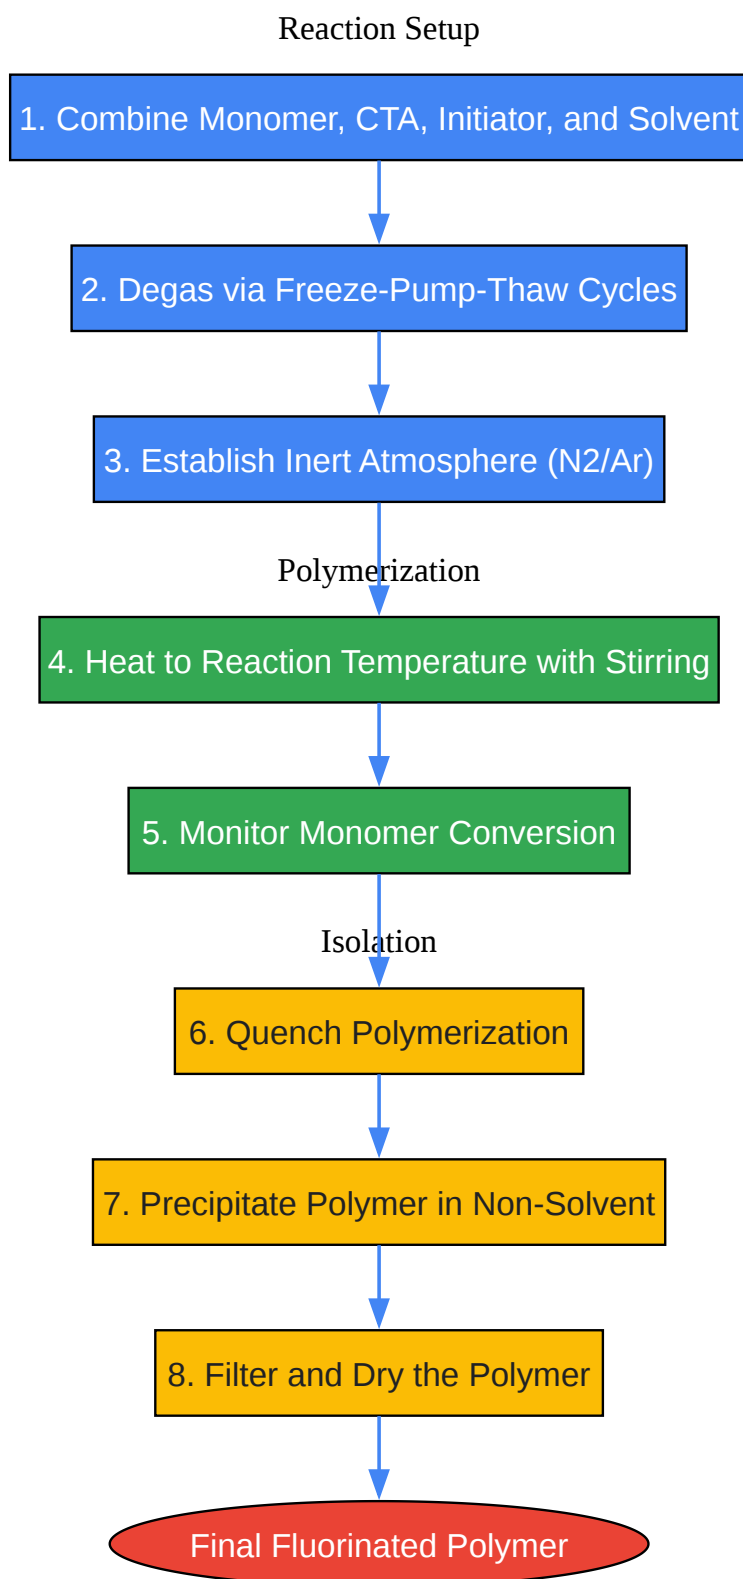 Reaction Setup
1. Combine Monomer, CTA, Initiator, and Solvent
2. Degas via Freeze-Pump-Thaw Cycles
3. Establish Inert Atmosphere (N2/Ar)
Polymerization
4. Heat to Reaction Temperature with Stirring
5. Monitor Monomer Conversion
Isolation
6. Quench Polymerization
7. Precipitate Polymer in Non-Solvent
8. Filter and Dry the Polymer
Final Fluorinated Polymer